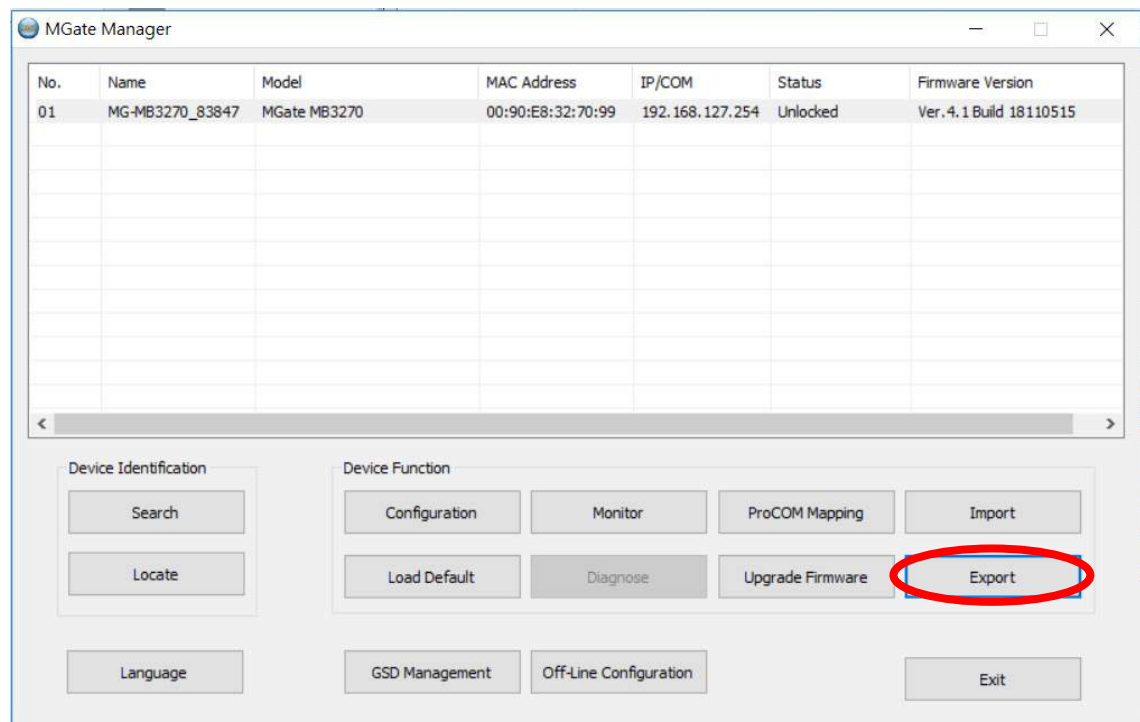 MGate Manager
No. Name Model MAC Address IP/COM Status Firmware Version
01 MG-MB3270_83847 MGate MB3270 00:90:E8:32:70:99 192.168.127.254 Unlocked Ver.4.1 Build 18110515
Device Identification Device Function
Search Configuration Monitor ProCOM Mapping Import
Locate Load Default Diagnose Upgrade Firmware Export
Language GSD Management Off-Line Configuration Exit